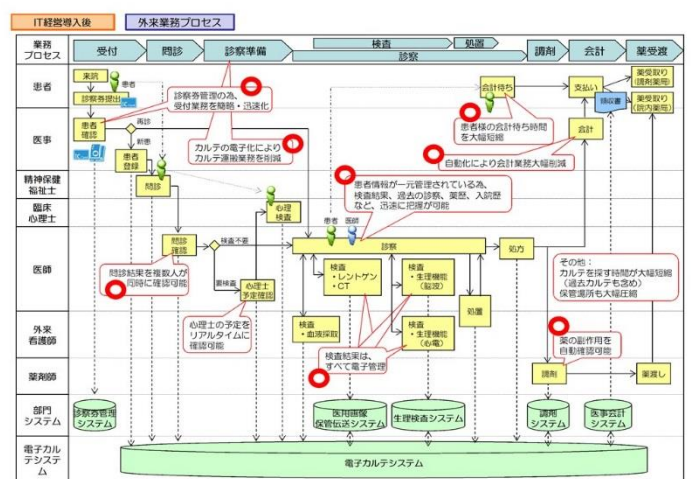 IT経営導入後
外来業務プロセス
業務
プロセス
受付
問診
診察準備
検査
処置
診察
調剤
会計
薬受渡
患者
来院
患者
診察券提出
診察券管理の為、
受付業務を簡略・迅速化
会計待ち
支払い
薬受取り
(調剤薬局)
領収書
薬受取り
(院内薬局)
患者様の会計待ち時間
を大幅短縮
医事
患者
確認
再診
新患
患者
登録
カルテの電子化により
カルテ運搬業務を削減
会計
自動化により会計業務大幅削減
精神保健
福祉士
問診
患者情報が一元管理されている為、
検査結果、過去の診察、薬歴、入院歴
など、迅速に把握が可能
臨床
心理士
心理
検査
患者
医師
医師
問診
確認
検査不要
要検査
診察
処方
問診結果を複数人が
同時に確認可能
心理士
予定確認
検査
・レントゲン
・CT
検査
・生理機能
(脳波)
処置
その他:
カルテを探す時間が大幅短縮
(過去カルテも含め)
保管場所も大幅圧縮
外来
看護師
心理士の予定を
リアルタイムに
確認可能
検査
・血液採取
検査
・生理機能
(心電)
検査結果は、
すべて電子管理
薬の副作用を
自動確認可能
薬剤師
調剤
薬渡し
部門
システム
診察券管理
システム
医用画像
保管伝送システム
生理検査システム
調剤
システム
医事会計
システム
電子カル
テシステ
ム
電子カルテシステム